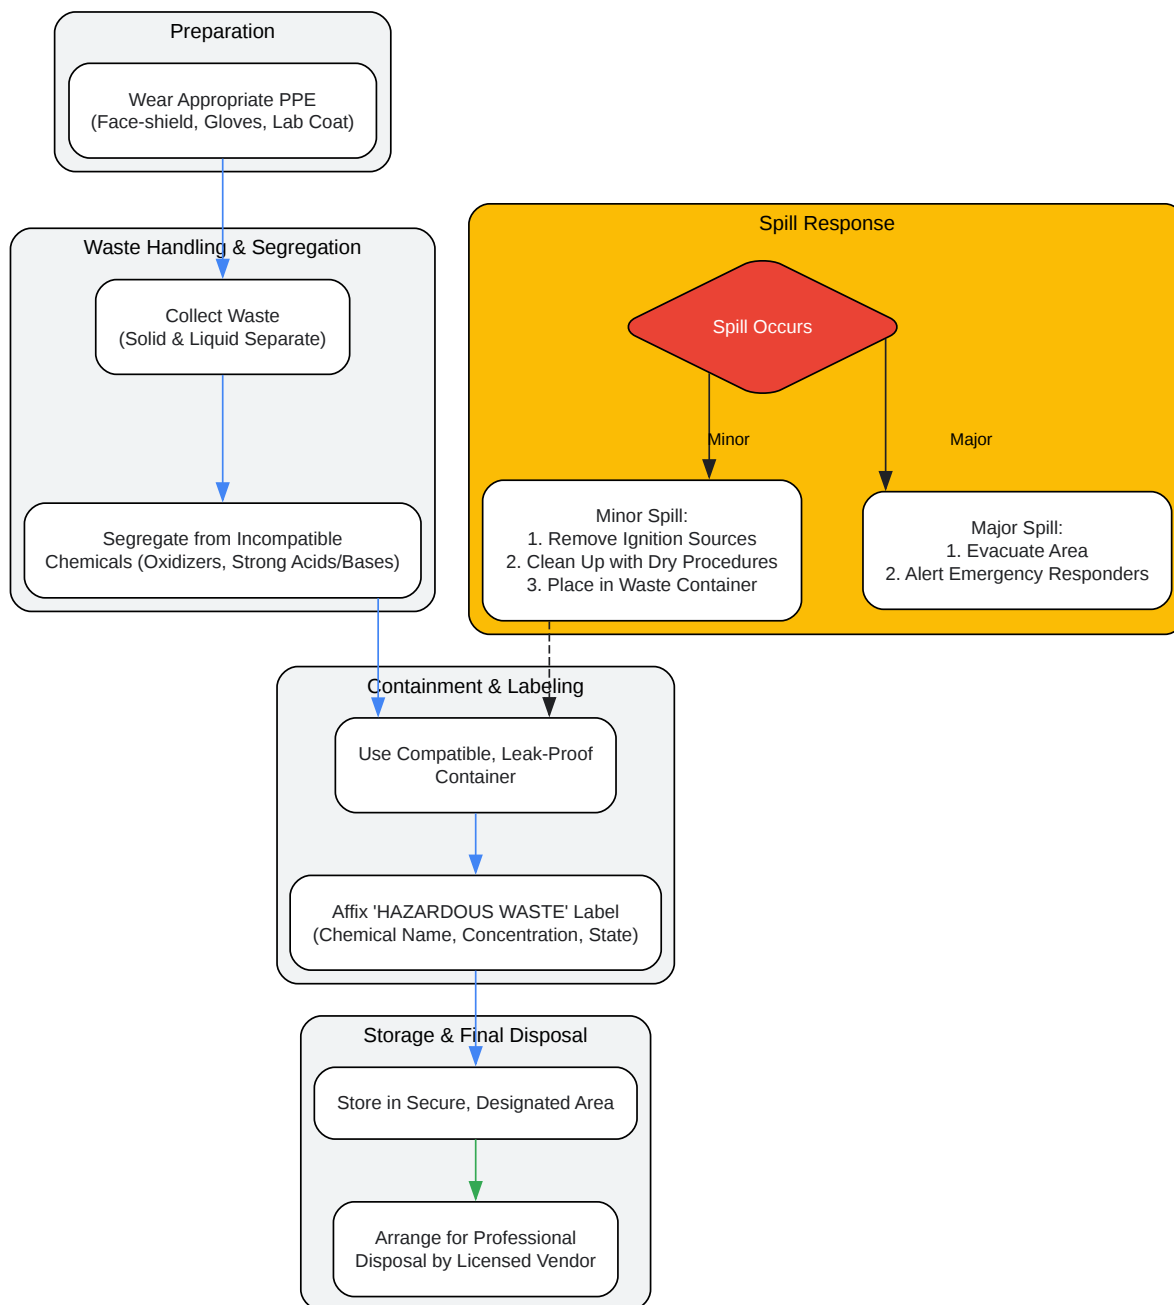 Preparation
Wear Appropriate PPE
(Face-shield, Gloves, Lab Coat)
Waste Handling & Segregation
Collect Waste
(Solid & Liquid Separate)
Segregate from Incompatible
Chemicals (Oxidizers, Strong Acids/Bases)
Spill Response
Spill Occurs
Minor
Major
Minor Spill:
1. Remove Ignition Sources
2. Clean Up with Dry Procedures
3. Place in Waste Container
Major Spill:
1. Evacuate Area
2. Alert Emergency Responders
Containment & Labeling
Use Compatible, Leak-Proof
Container
Affix 'HAZARDOUS WASTE' Label
(Chemical Name, Concentration, State)
Storage & Final Disposal
Store in Secure, Designated Area
Arrange for Professional
Disposal by Licensed Vendor